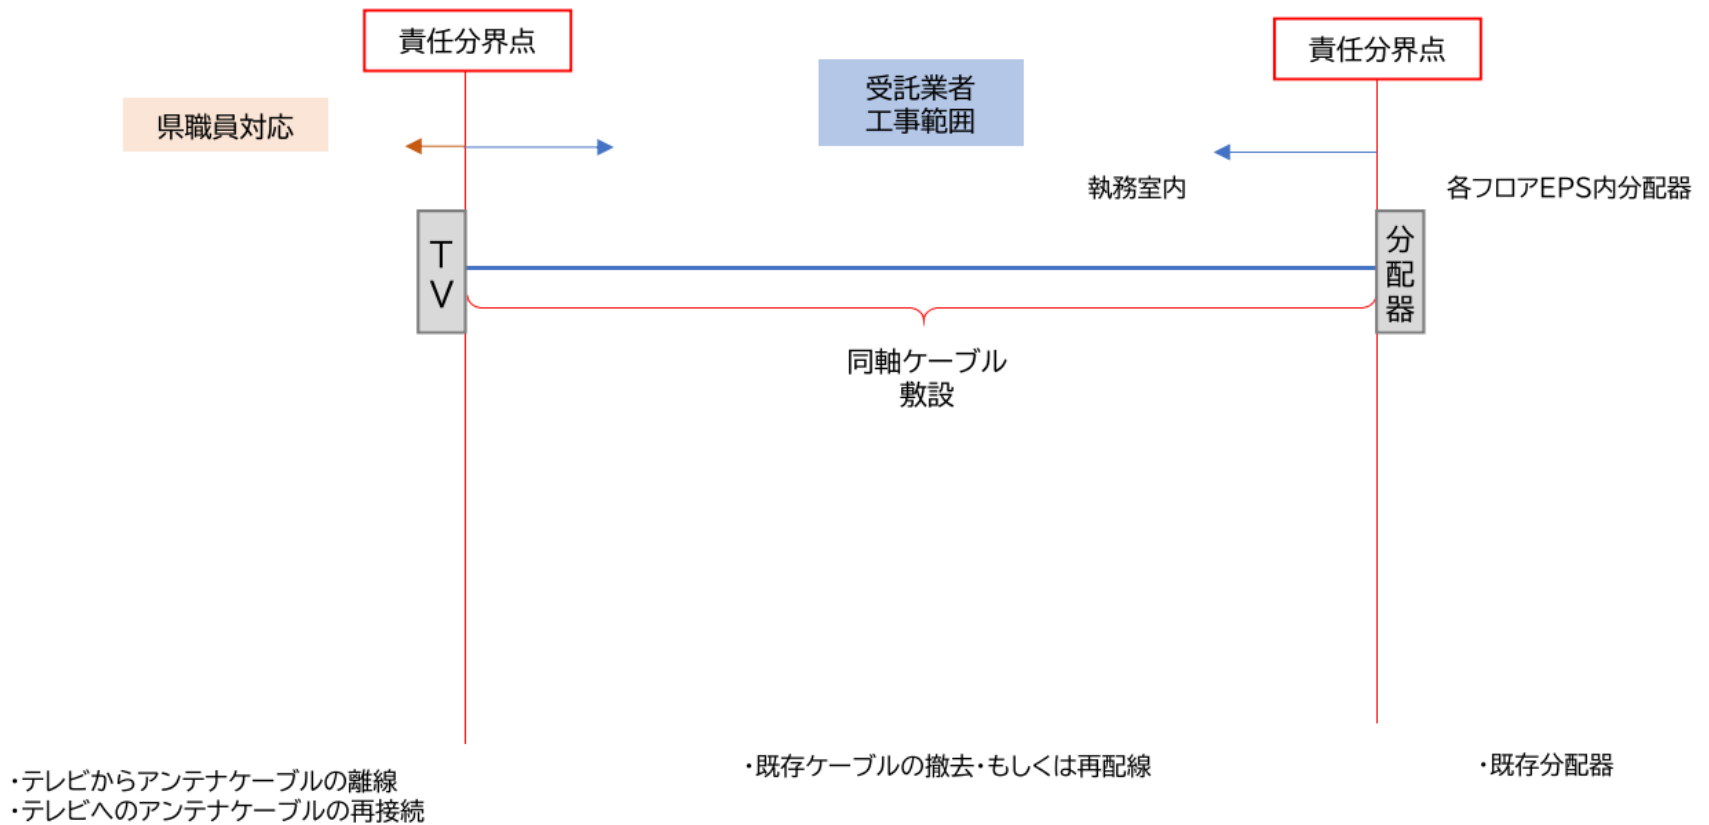 責任分界点
責任分界点
県職員対応
受託業者
工事範囲
執務室内
各フロアEPS内分配器
TV
分配器
同軸ケーブル
敷設
・テレビからアンテナケーブルの離線
・テレビへのアンテナケーブルの再接続
・既存ケーブルの撤去・もしくは再配線
・既存分配器